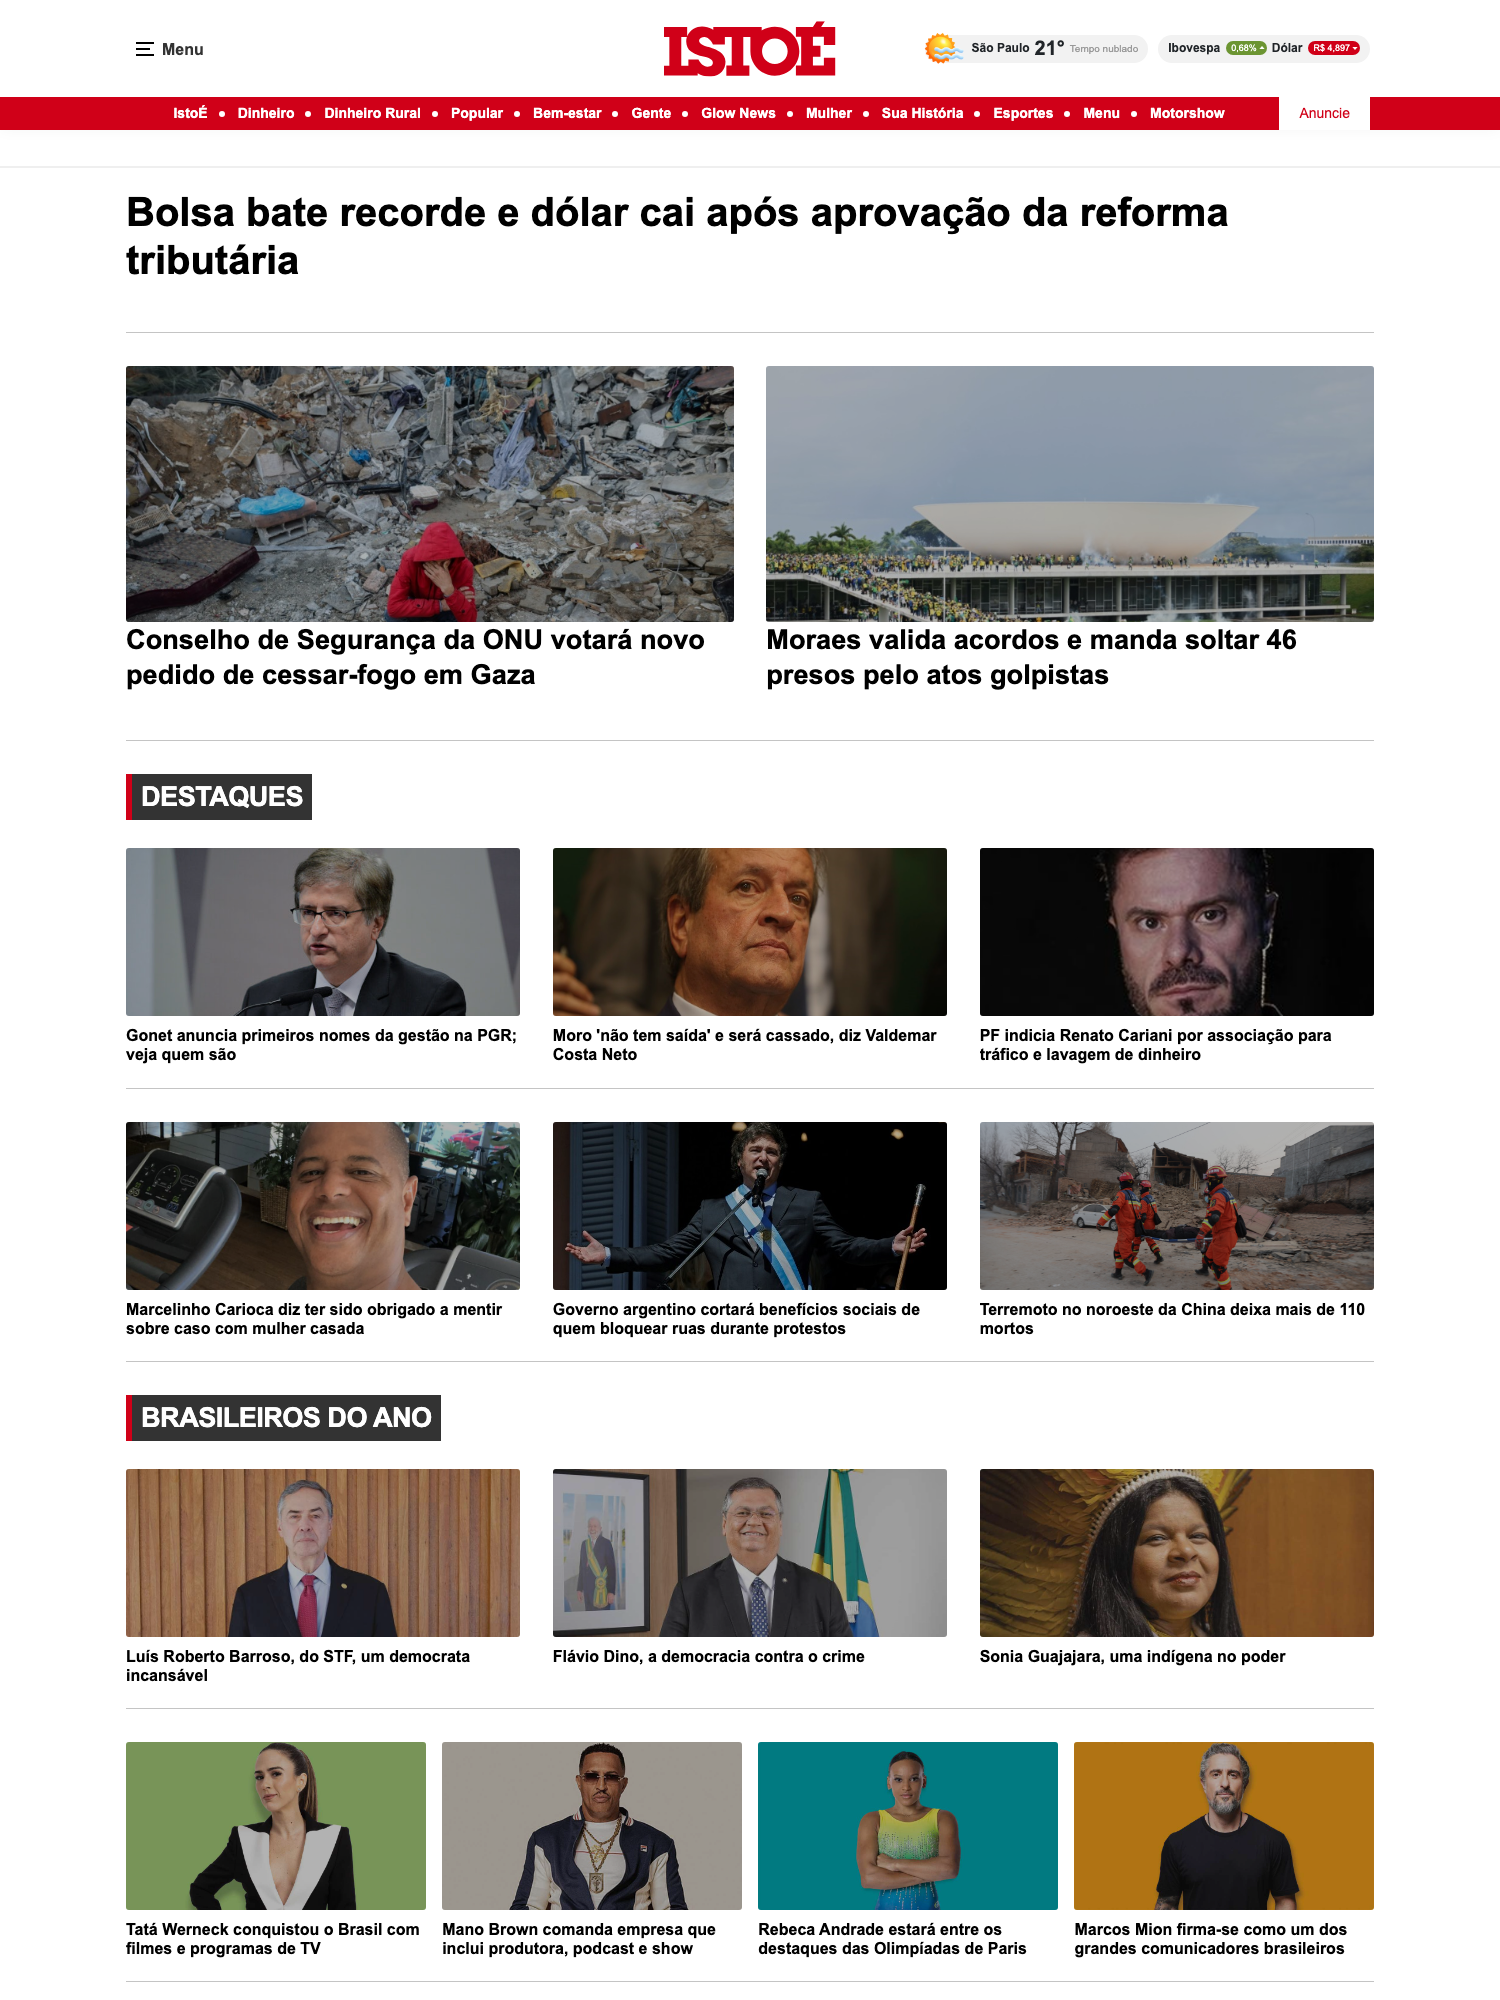 Menu
ISTOÉ
São Paulo 21° Tempo nublado
Ibovespa 0,68% Dólar R$ 4,897
IstoÉ • Dinheiro • Dinheiro Rural • Popular • Bem-estar • Gente • Glow News • Mulher • Sua História • Esportes • Menu • Motorshow
Anuncie
Bolsa bate recorde e dólar cai após aprovação da reforma
tributária
Conselho de Segurança da ONU votará novo
pedido de cessar-fogo em Gaza
Moraes valida acordos e manda soltar 46
presos pelo atos golpistas
DESTAQUES
Gonet anuncia primeiros nomes da gestão na PGR;
veja quem são
Moro 'não tem saída' e será cassado, diz Valdemar
Costa Neto
PF indicia Renato Cariani por associação para
tráfico e lavagem de dinheiro
Marcelinho Carioca diz ter sido obrigado a mentir
sobre caso com mulher casada
Governo argentino cortará benefícios sociais de
quem bloquear ruas durante protestos
Terremoto no noroeste da China deixa mais de 110
mortos
BRASILEIROS DO ANO
Luís Roberto Barroso, do STF, um democrata
incansável
Flávio Dino, a democracia contra o crime
Sonia Guajajara, uma indígena no poder
Tatá Werneck conquistou o Brasil com
filmes e programas de TV
Mano Brown comanda empresa que
inclui produtora, podcast e show
Rebeca Andrade estará entre os
destaques das Olimpíadas de Paris
Marcos Mion firma-se como um dos
grandes comunicadores brasileiros